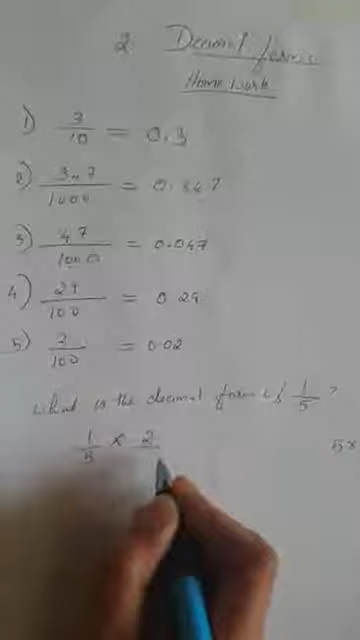 2 Decimal forms
Home Work
1) 3/10 = 0.3
2) 347/1000 = 0.347
3) 47/1000 = 0.047
4) 29/100 = 0.29
5) 2/100 = 0.02
What is the decimal form of 1/5 ?
1/5 × 2/
5×